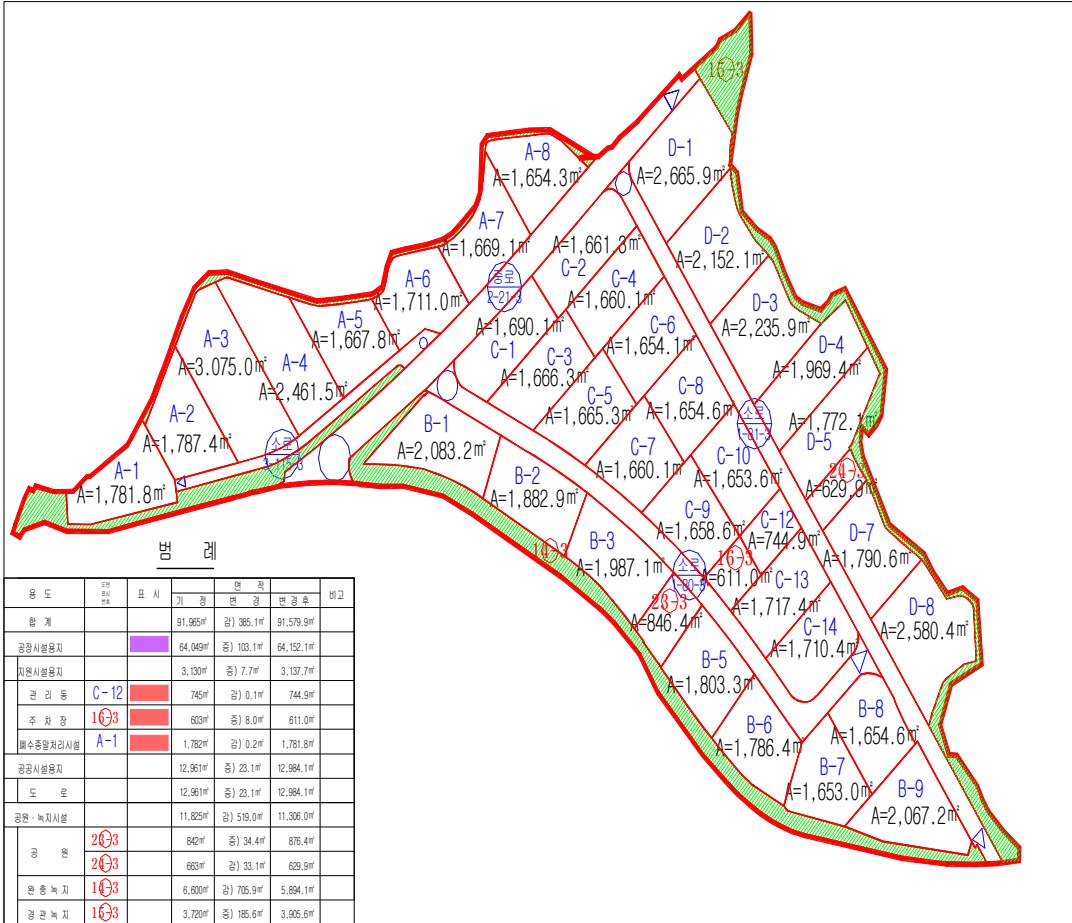 15-3
A-8
A=1,654.3㎡
D-1
A=2,665.9㎡
A-7
A=1,669.1㎡
A=1,661.3㎡
C-2
D-2
A=2,152.1㎡
A-6
A=1,711.0㎡
중로
2-21-3
C-4
A=1,660.1㎡
D-3
A=2,235.9㎡
A-5
A=1,667.8㎡
A=1,690.1㎡
C-1
C-6
A=1,654.1㎡
A-3
A=3.075.0㎡
A-4
A=2,461.5㎡
C-3
A=1,666.3㎡
D-4
A=1,969.4㎡
C-5
A=1,665.3㎡
C-8
A=1,654.6㎡
소로
1-81-3
A=1,772.1㎡
D-5
A-2
A=1,787.4㎡
B-1
A=2,083.2㎡
소로
C-7
A=1,660.1㎡
C-10
A=1,653.6㎡
24-3
A=629.9㎡
A-1
A=1,781.8㎡
B-2
A=1,882.9㎡
C-9
A=1,658.6㎡
C-12
A=744.9㎡
D-7
A=1,790.6㎡
14-3
B-3
A=1,987.1㎡
소로
16-3
A=611.0㎡
C-13
A=1,717.4㎡
23-3
A=846.4㎡
C-14
A=1,710.4㎡
D-8
A=2,580.4㎡
B-5
A=1,803.3㎡
B-6
A=1,786.4㎡
B-8
A=1,654.6㎡
B-7
A=1,653.0㎡
B-9
A=2,067.2㎡
범 례
용 도 도면표시번호 표 시 면 적 비고
기 정 변 경 변경후
합 계 91,965㎡ 감) 385.1㎡ 91,579.9㎡
공장시설용지 64,049㎡ 증) 103.1㎡ 64,152.1㎡
지원시설용지 3,130㎡ 증) 7.7㎡ 3,137.7㎡
관 리 동 C-12 745㎡ 감) 0.1㎡ 744.9㎡
주 차 장 16-3 603㎡ 증) 8.0㎡ 611.0㎡
폐수종말처리시설 A-1 1,782㎡ 감) 0.2㎡ 1,781.8㎡
공공시설용지 12,961㎡ 증) 23.1㎡ 12,984.1㎡
도 로 12,961㎡ 증) 23.1㎡ 12,984.1㎡
공원·녹지시설 11,825㎡ 감) 519.0㎡ 11,306.0㎡
공 원 23-3 842㎡ 증) 34.4㎡ 876.4㎡
24-3 663㎡ 감) 33.1㎡ 629.9㎡
완충녹지 14-3 6,600㎡ 감) 705.9㎡ 5,894.1㎡
경관녹지 15-3 3,720㎡ 증) 185.6㎡ 3,905.6㎡